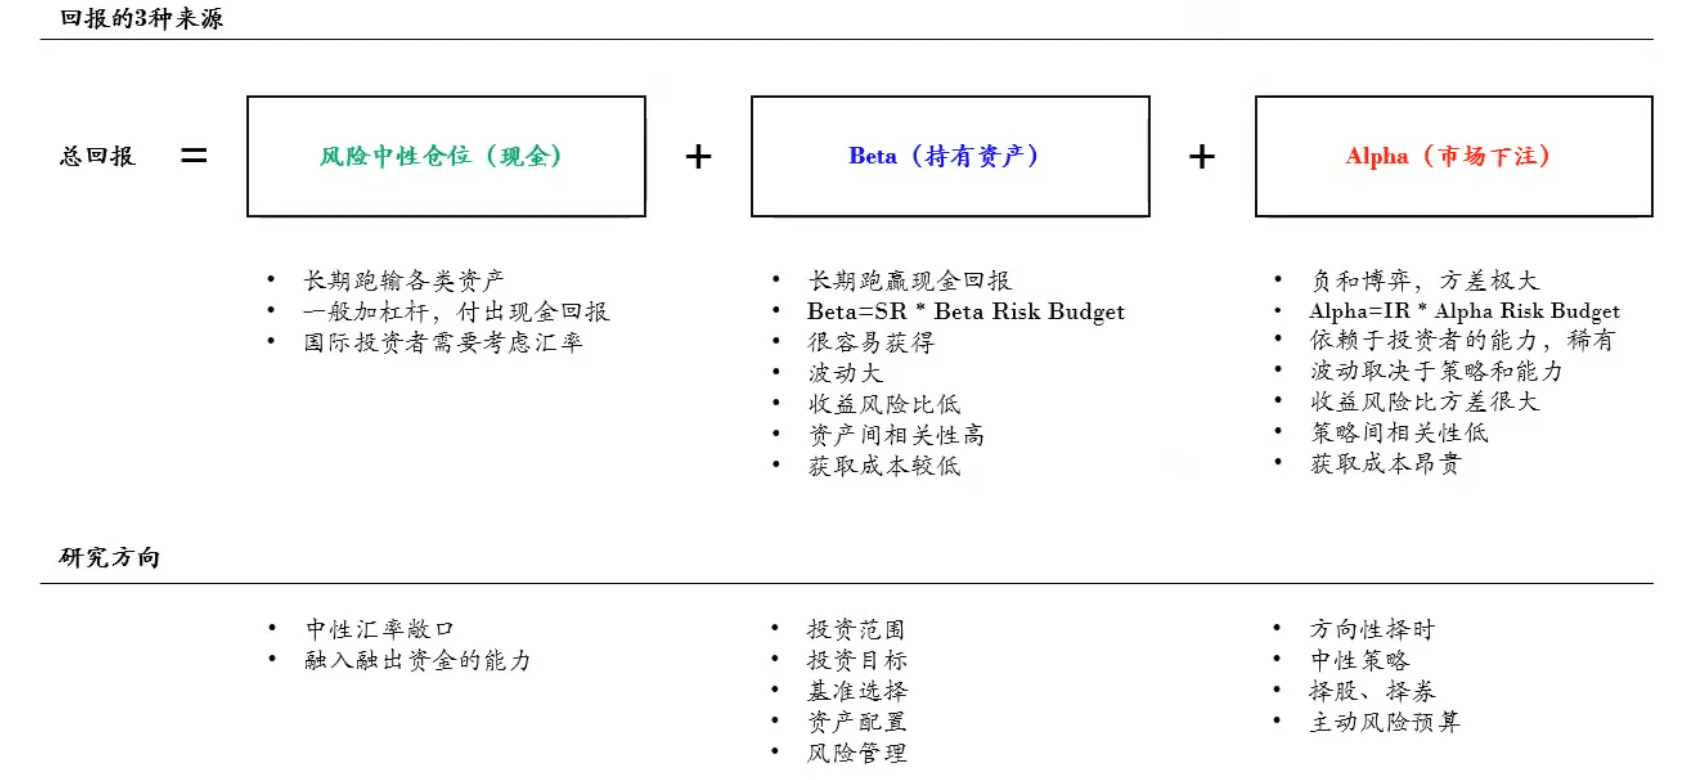 回报的3种来源
总回报 = 风险中性仓位（现金） + Beta（持有资产） + Alpha（市场下注）
• 长期跑输各类资产
• 一般加杠杆，付出现金回报
• 国际投资者需要考虑汇率
• 长期跑赢现金回报
• Beta=SR * Beta Risk Budget
• 很容易获得
• 波动大
• 收益风险比低
• 资产间相关性高
• 获取成本较低
• 负和博弈，方差极大
• Alpha=IR * Alpha Risk Budget
• 依赖于投资者的能力，稀有
• 波动取决于策略和能力
• 收益风险比方差很大
• 策略间相关性低
• 获取成本昂贵
研究方向
• 中性汇率敞口
• 融入融出资金的能力
• 投资范围
• 投资目标
• 基准选择
• 资产配置
• 风险管理
• 方向性择时
• 中性策略
• 择股、择券
• 主动风险预算